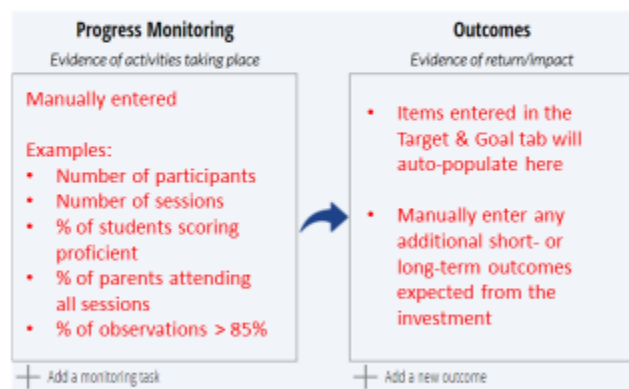 Progress Monitoring
Evidence of activities taking place
Manually entered
Examples:
• Number of participants
• Number of sessions
• % of students scoring
proficient
• % of parents attending
all sessions
• % of observations > 85%
Add a monitoring task
Outcomes
Evidence of return/impact
• Items entered in the
Target & Goal tab will
auto-populate here
• Manually enter any
additional short- or
long-term outcomes
expected from the
investment
Add a new outcome